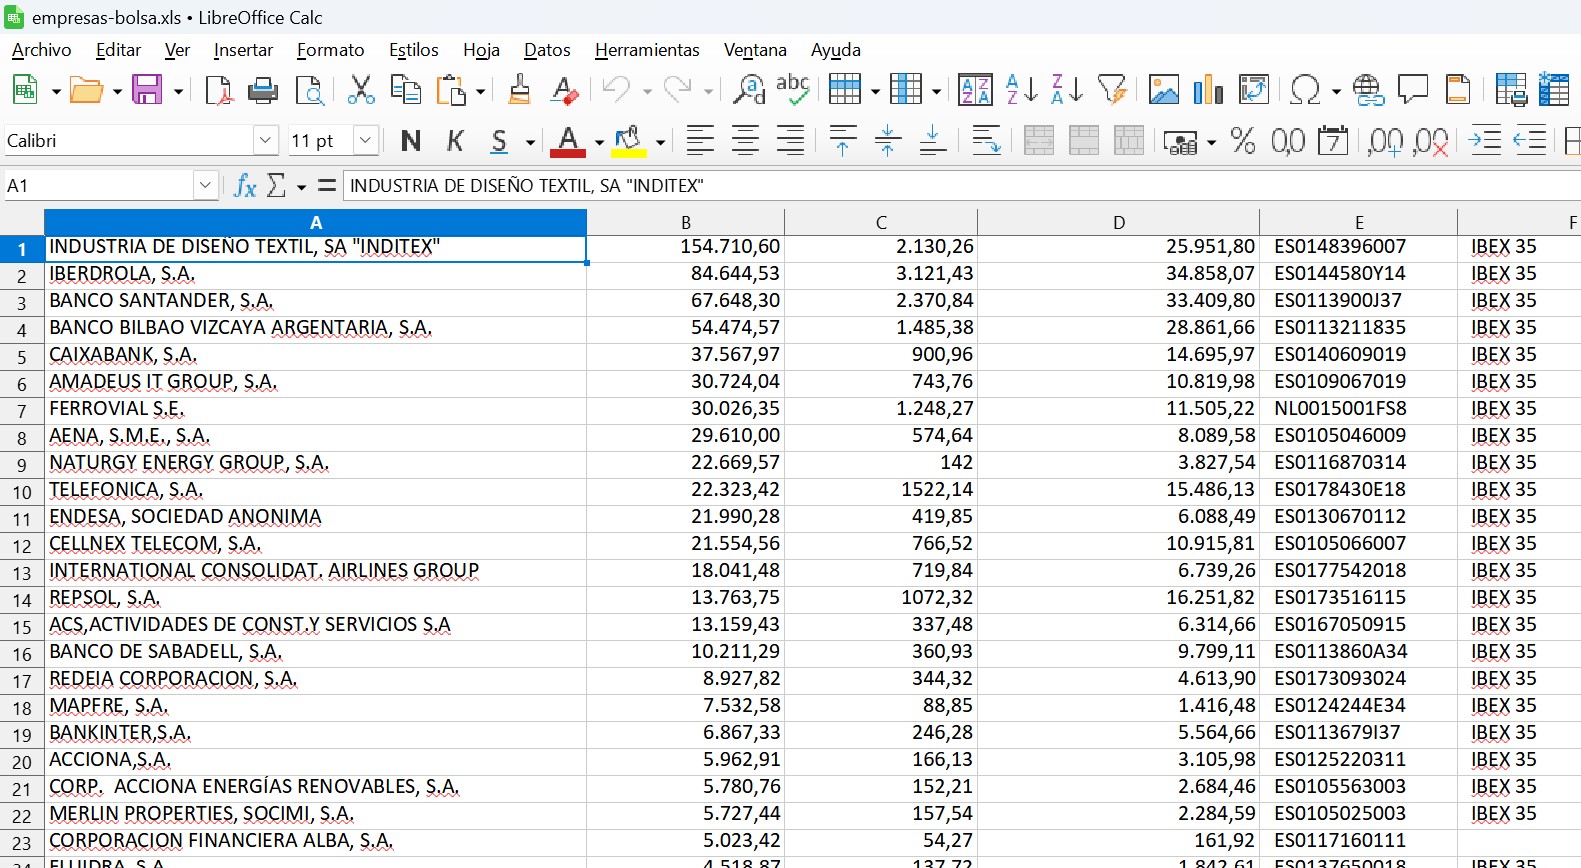 empresas-bolsa.xls • LibreOffice Calc
Archivo Editar Ver Insertar Formato Estilos Hoja Datos Herramientas Ventana Ayuda
Calibri 11 pt N K S A % 0,0 7 ,00 ,00
A1 fx Σ = INDUSTRIA DE DISEÑO TEXTIL, SA "INDITEX"
A B C D E F
1 INDUSTRIA DE DISEÑO TEXTIL, SA "INDITEX" 154.710,60 2.130,26 25.951,80 ES0148396007 IBEX 35
2 IBERDROLA, S.A. 84.644,53 3.121,43 34.858,07 ES0144580Y14 IBEX 35
3 BANCO SANTANDER, S.A. 67.648,30 2.370,84 33.409,80 ES0113900J37 IBEX 35
4 BANCO BILBAO VIZCAYA ARGENTARIA, S.A. 54.474,57 1.485,38 28.861,66 ES0113211835 IBEX 35
5 CAIXABANK, S.A. 37.567,97 900,96 14.695,97 ES0140609019 IBEX 35
6 AMADEUS IT GROUP, S.A. 30.724,04 743,76 10.819,98 ES0109067019 IBEX 35
7 FERROVIAL S.E. 30.026,35 1.248,27 11.505,22 NL0015001FS8 IBEX 35
8 AENA, S.M.E., S.A. 29.610,00 574,64 8.089,58 ES0105046009 IBEX 35
9 NATURGY ENERGY GROUP, S.A. 22.669,57 142 3.827,54 ES0116870314 IBEX 35
10 TELEFONICA, S.A. 22.323,42 1522,14 15.486,13 ES0178430E18 IBEX 35
11 ENDESA, SOCIEDAD ANONIMA 21.990,28 419,85 6.088,49 ES0130670112 IBEX 35
12 CELLNEX TELECOM, S.A. 21.554,56 766,52 10.915,81 ES0105066007 IBEX 35
13 INTERNATIONAL CONSOLIDAT. AIRLINES GROUP 18.041,48 719,84 6.739,26 ES0177542018 IBEX 35
14 REPSOL, S.A. 13.763,75 1072,32 16.251,82 ES0173516115 IBEX 35
15 ACS,ACTIVIDADES DE CONST.Y SERVICIOS S.A 13.159,43 337,48 6.314,66 ES0167050915 IBEX 35
16 BANCO DE SABADELL, S.A. 10.211,29 360,93 9.799,11 ES0113860A34 IBEX 35
17 REDEIA CORPORACION, S.A. 8.927,82 344,32 4.613,90 ES0173093024 IBEX 35
18 MAPFRE, S.A. 7.532,58 88,85 1.416,48 ES0124244E34 IBEX 35
19 BANKINTER,S.A. 6.867,33 246,28 5.564,66 ES0113679I37 IBEX 35
20 ACCIONA,S.A. 5.962,91 166,13 3.105,98 ES0125220311 IBEX 35
21 CORP. ACCIONA ENERGÍAS RENOVABLES, S.A. 5.780,76 152,21 2.684,46 ES0105563003 IBEX 35
22 MERLIN PROPERTIES, SOCIMI, S.A. 5.727,44 157,54 2.284,59 ES0105025003 IBEX 35
23 CORPORACION FINANCIERA ALBA, S.A. 5.023,42 54,27 161,92 ES0117160111
24 FLUIDRA, S.A. 4.518,87 137,72 1.842,61 ES0137650018 IBEX 35